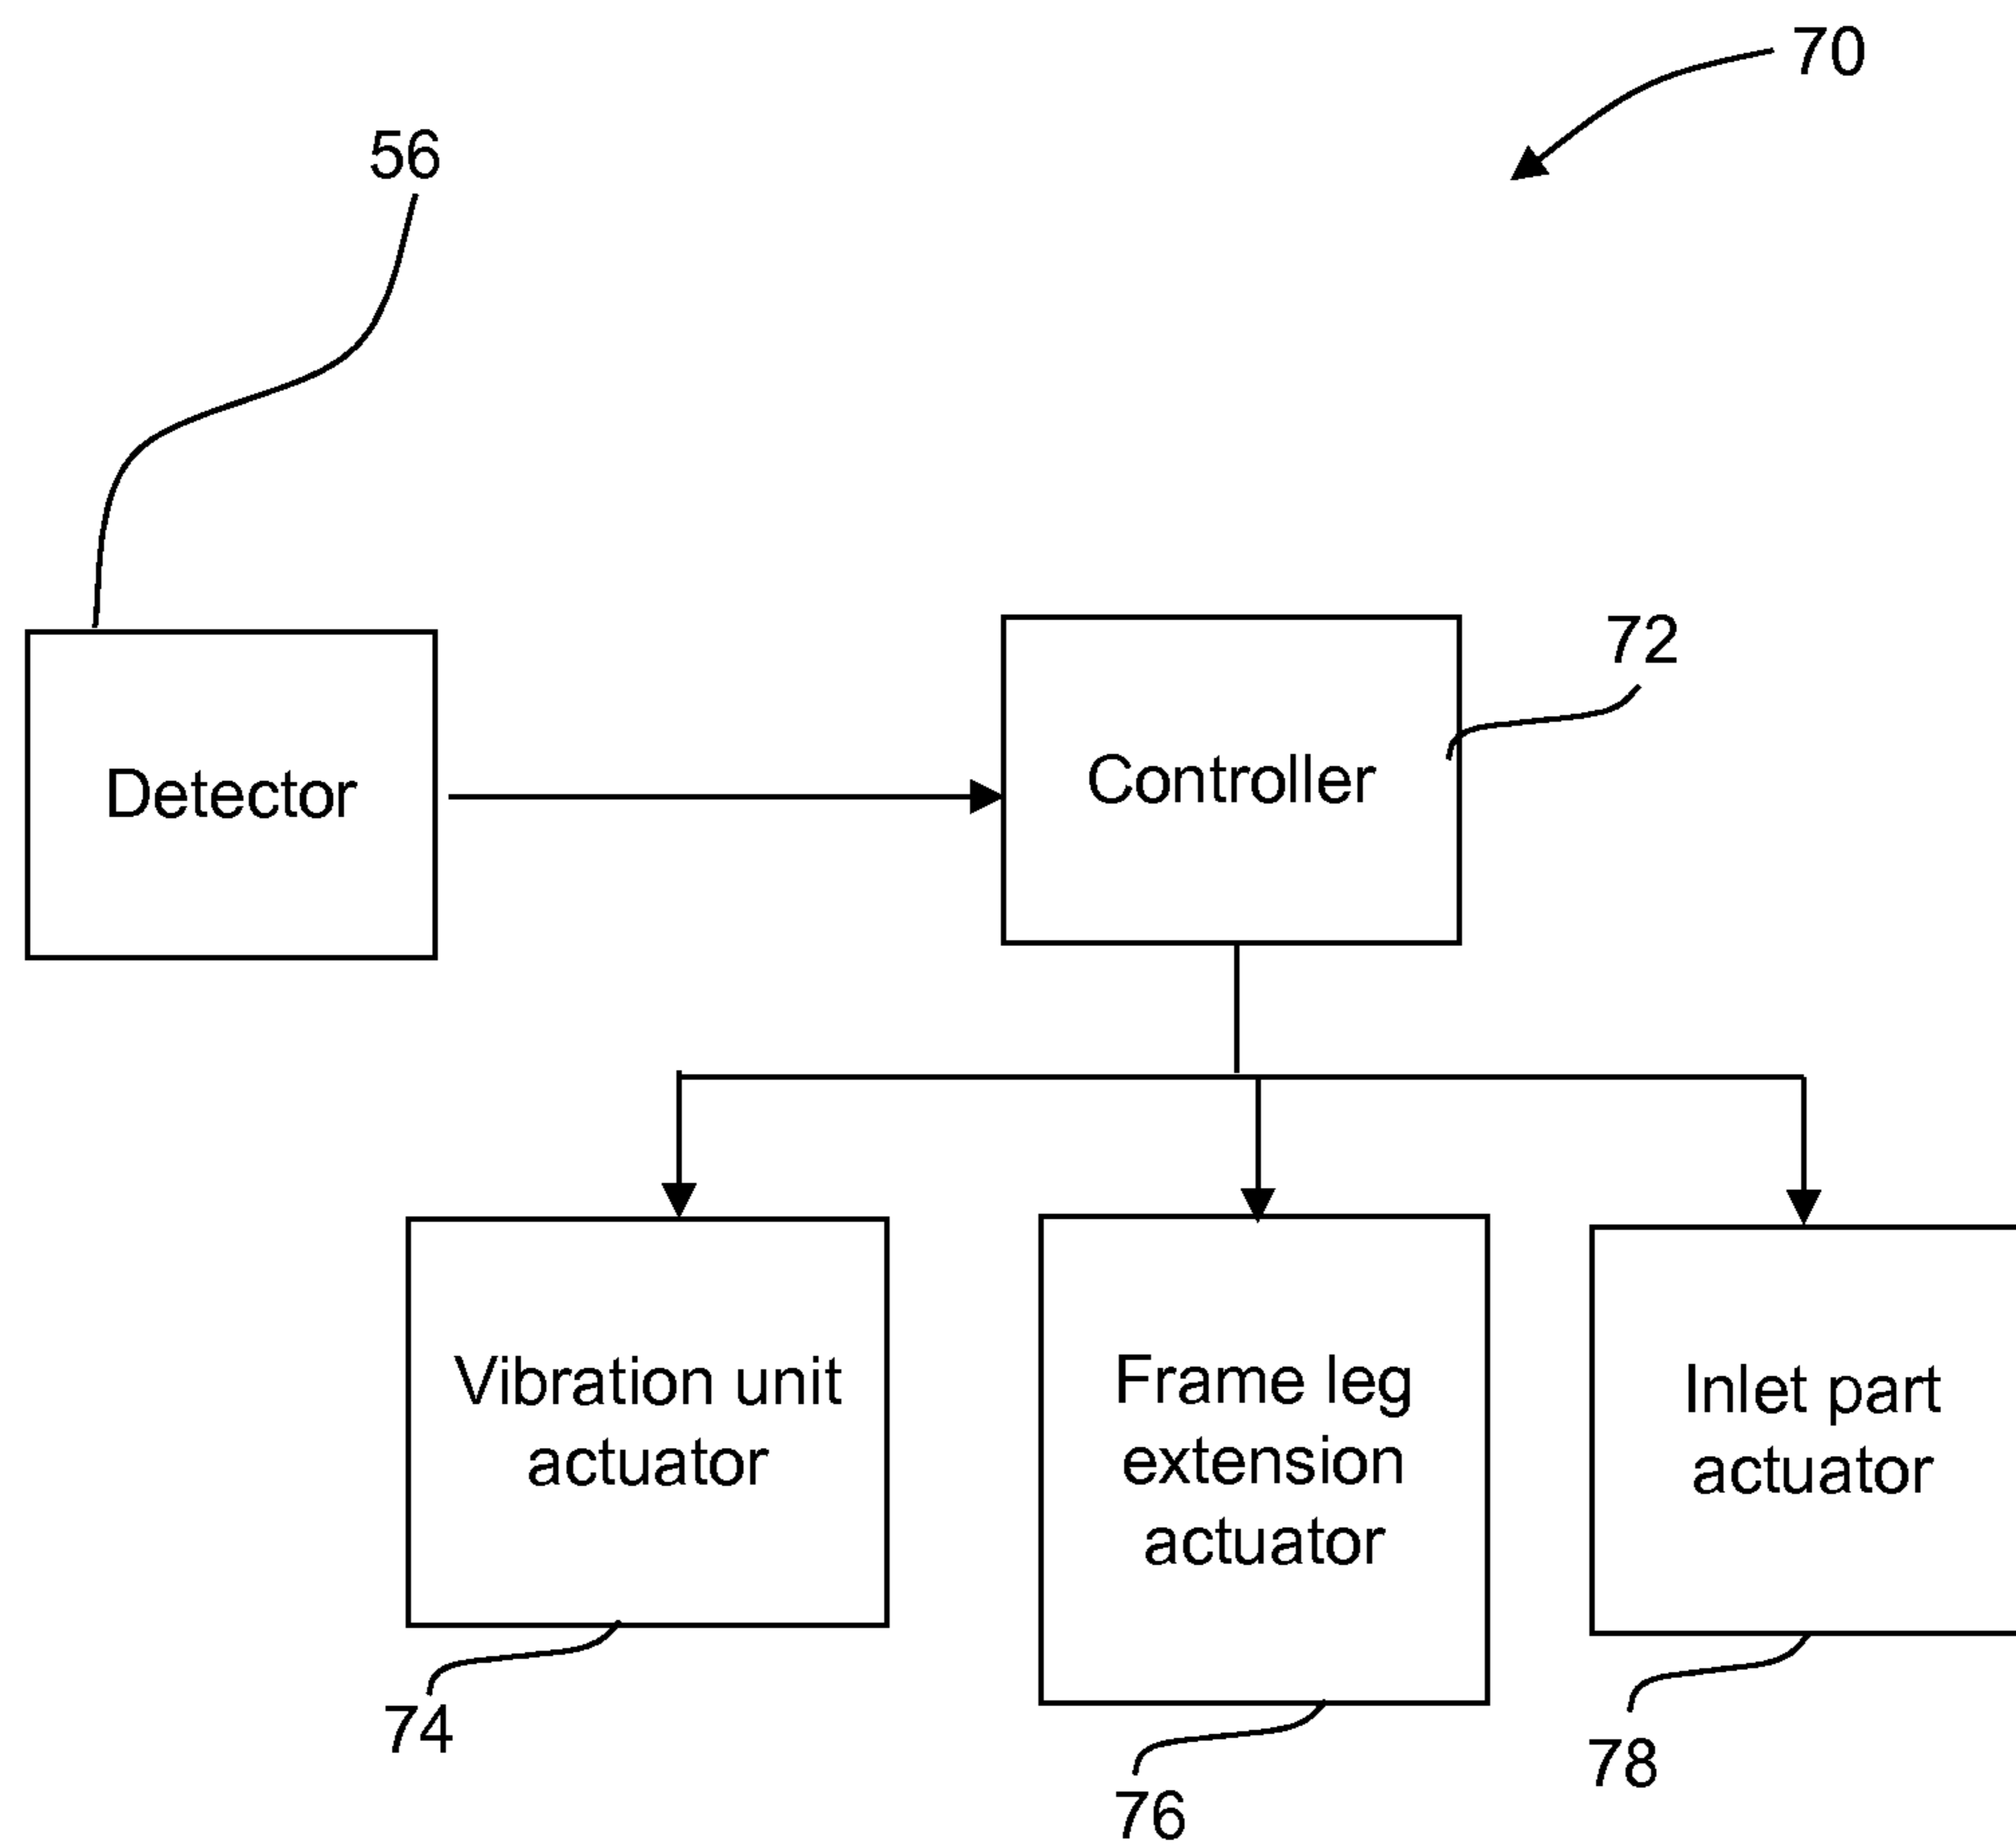 70
56
72
Detector
Controller
Vibration unit
actuator
Frame leg
extension
actuator
Inlet part
actuator
74
76
78